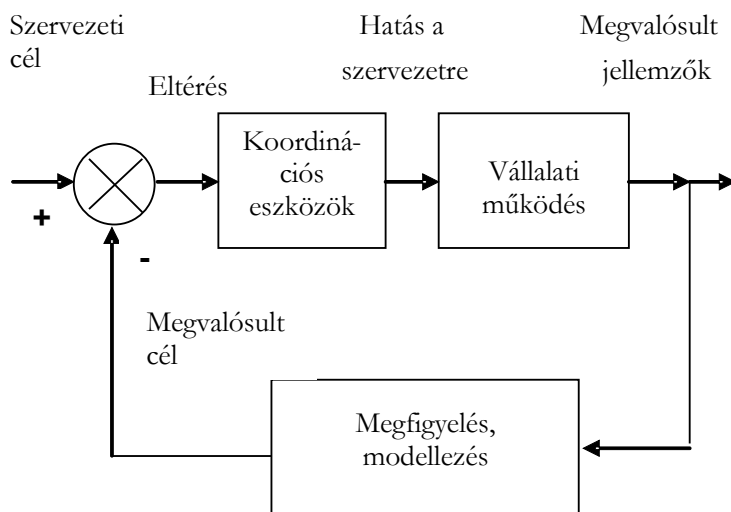 Szervezeti
cél
Hatás a
szervezetre
Megvalósult
jellemzők
Eltérés
Koordiná-
ciós
eszközök
Vállalati
működés
+
-
Megvalósult
cél
Megfigyelés,
modellezés